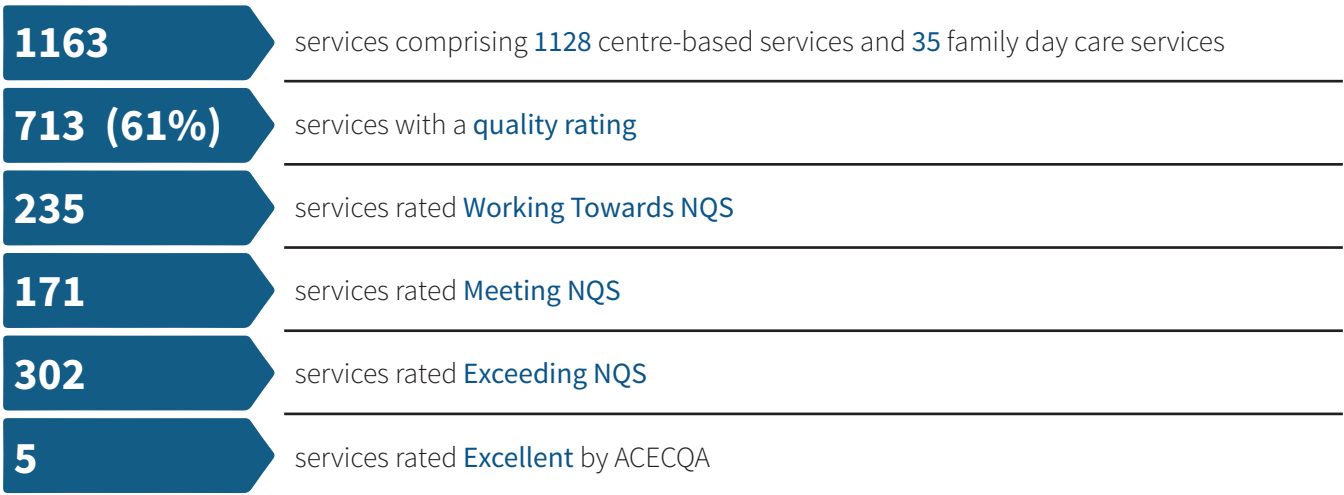 1163 services comprising 1128 centre-based services and 35 family day care services
713 (61%) services with a quality rating
235 services rated Working Towards NQS
171 services rated Meeting NQS
302 services rated Exceeding NQS
5 services rated Excellent by ACECQA